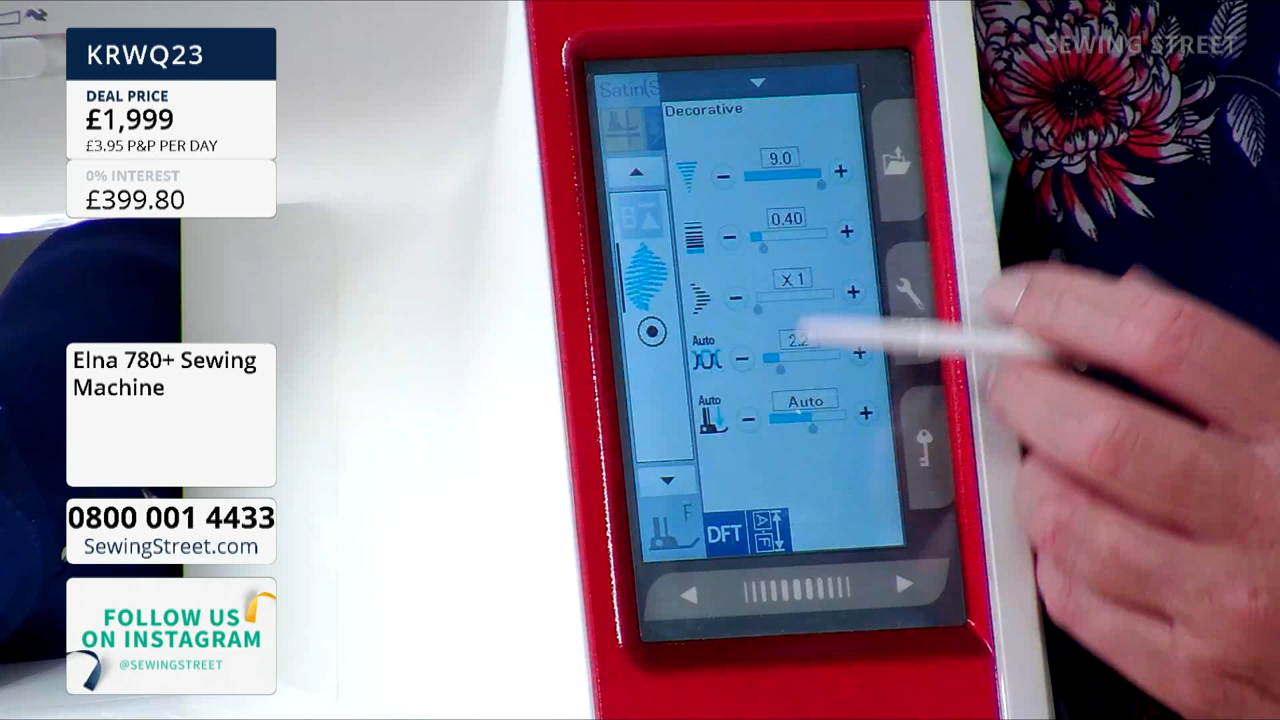 KRWQ23
DEAL PRICE
£1,999
£3.95 P&P PER DAY
0% INTEREST
£399.80
Elna 780+ Sewing
Machine
0800 001 4433
SewingStreet.com
FOLLOW US
ON INSTAGRAM
@SEWINGSTREET
SEWING STREET
Satin(S
Decorative
9.0
0.40
X1
Auto
2.2
Auto
Auto
F
DFT
A
F